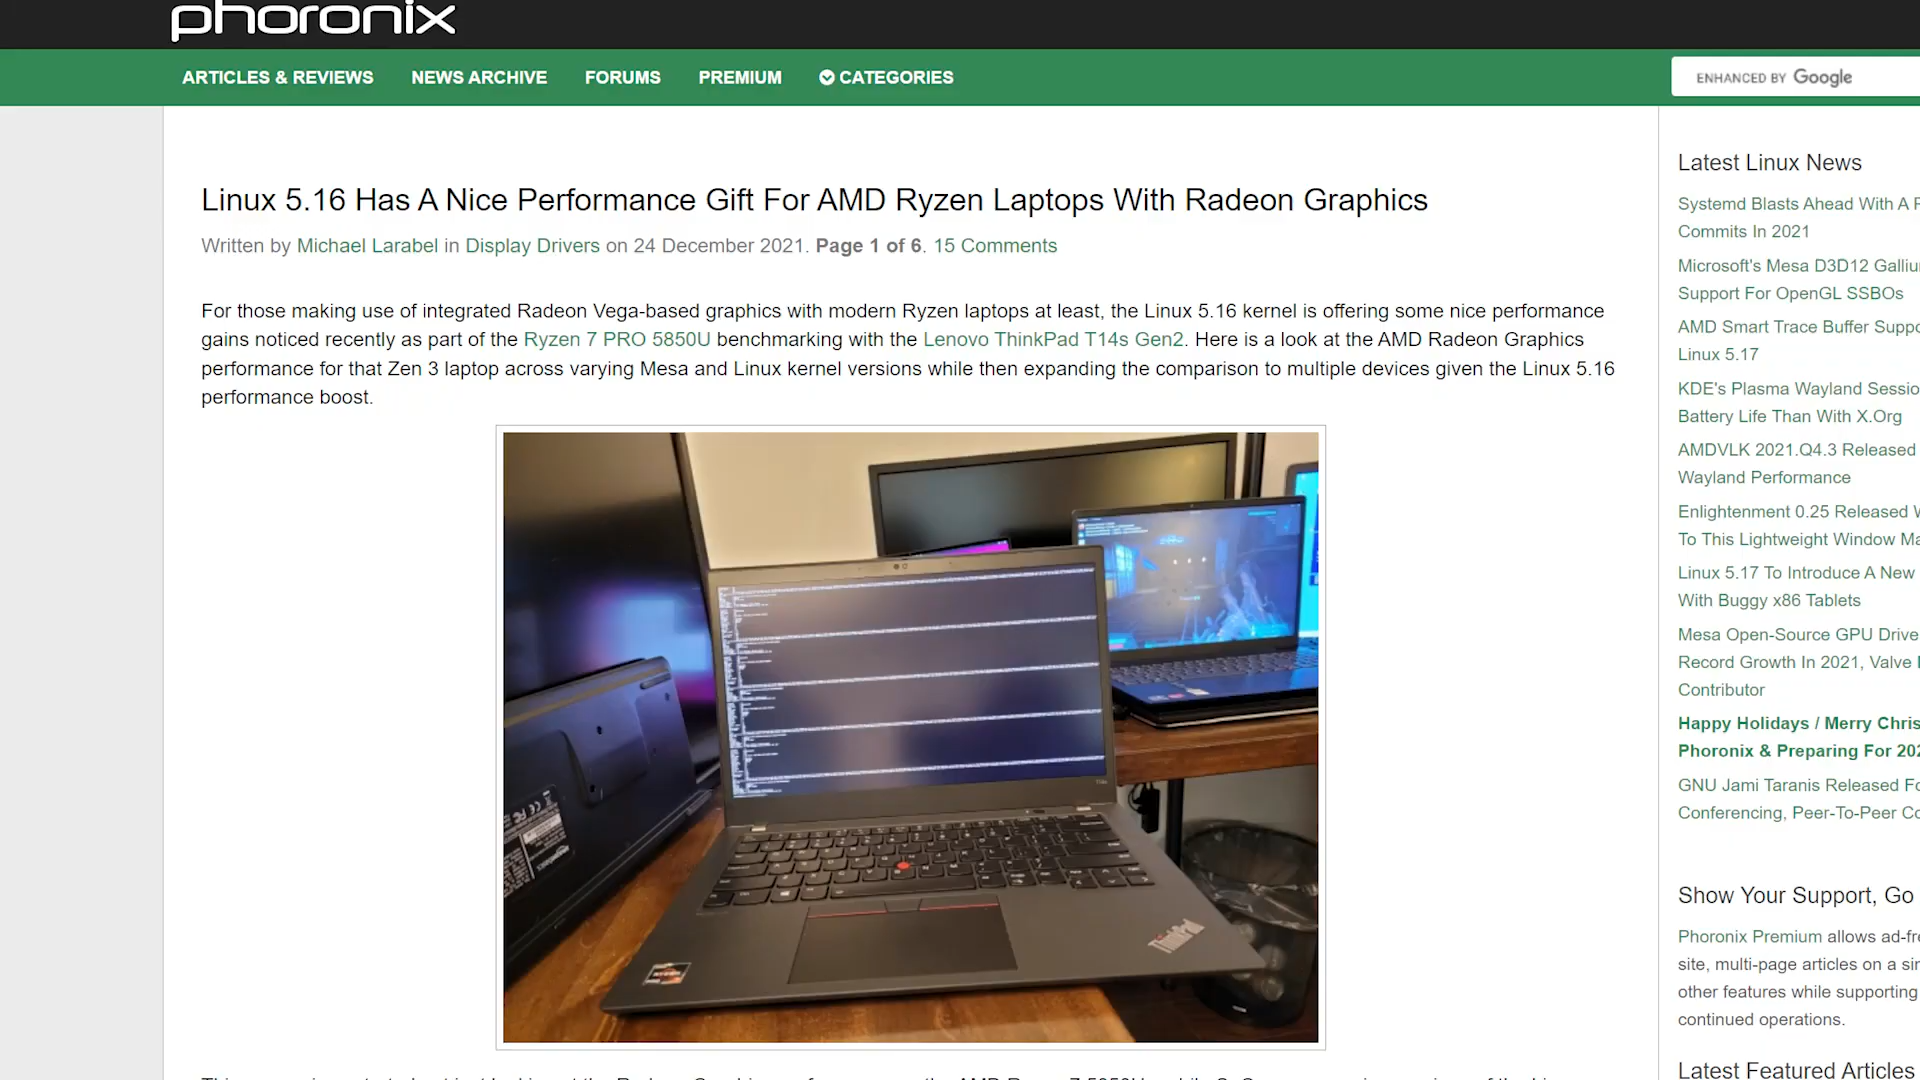 phoronix
ARTICLES & REVIEWS NEWS ARCHIVE FORUMS PREMIUM CATEGORIES
ENHANCED BY Google
Linux 5.16 Has A Nice Performance Gift For AMD Ryzen Laptops With Radeon Graphics
Written by Michael Larabel in Display Drivers on 24 December 2021. Page 1 of 6. 15 Comments
For those making use of integrated Radeon Vega-based graphics with modern Ryzen laptops at least, the Linux 5.16 kernel is offering some nice performance
gains noticed recently as part of the Ryzen 7 PRO 5850U benchmarking with the Lenovo ThinkPad T14s Gen2. Here is a look at the AMD Radeon Graphics
performance for that Zen 3 laptop across varying Mesa and Linux kernel versions while then expanding the comparison to multiple devices given the Linux 5.16
performance boost.
ThinkPad
RYZEN
Latest Linux News
Systemd Blasts Ahead With A
Commits In 2021
Microsoft's Mesa D3D12
Support For OpenGL SSBOs
AMD Smart Trace Buffer
Linux 5.17
KDE's Plasma Wayland
Battery Life Than With X.Org
AMDVLK 2021.Q4.3 Released
Wayland Performance
Enlightenment 0.25 Released
To This Lightweight Window
Linux 5.17 To Introduce A New
With Buggy x86 Tablets
Mesa Open-Source GPU
Record Growth In 2021, Valve
Contributor
Happy Holidays / Merry
Phoronix & Preparing For
GNU Jami Taranis Released
Conferencing, Peer-To-Peer
Show Your Support, Go
Phoronix Premium allows
site, multi-page articles on a
other features while supporting
continued operations.
Latest Featured Articles